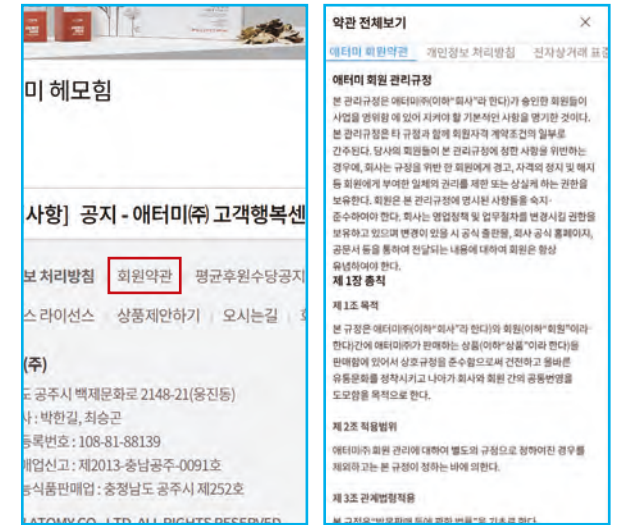 미 헤모힘
사항] 공지 - 애터미㈜ 고객행복센
보 처리방침 회원약관 평균후원수당공지
스 라이선스 상품제안하기 오시는길
(주)
도 공주시 백제문화로 2148-21(웅진동)
사 : 박한길, 최승곤
등록번호 : 108-81-88139
매업신고 : 제2013-충남공주-0091호
능식품판매업 : 충청남도 공주시 제252호
ATOMY CO., LTD. ALL RIGHTS RESERVED
약관 전체보기
애터미 회원약관 개인정보 처리방침 전자상거래 표준
애터미 회원 관리규정
본 관리규정은 애터미㈜(이하"회사"라 한다)가 승인한 회원들이
사업을 영위함 에 있어 지켜야 할 기본적인 사항을 명기한 것이다.
본 관리규정은 타 규정과 함께 회원자격 계약조건의 일부로
간주된다. 당사의 회원들이 본 관리규정에 정한 사항을 위반하는
경우에, 회사는 규정을 위반 한 회원에게 경고, 자격의 정지 및 해지
등 회원에게 부여한 일체의 권리를 제한 또는 상실케 하는 권한을
보유한다. 회원은 본 관리규정에 명시된 사항들을 숙지·
준수하여야 한다. 회사는 영업정책 및 업무절차를 변경시킬 권한을
보유하고 있으며 변경이 있을 시 공식 출판물, 회사 공식 홈페이지,
공문서 등을 통하여 전달되는 내용에 대하여 회원은 항상
유념하여야 한다.
제 1장 총칙
제 1조 목적
본 규정은 애터미㈜(이하"회사"라 한다)와 회원(이하"회원"이라
한다)간에 애터미㈜가 판매하는 상품(이하"상품"이라 한다)을
판매함에 있어서 상호규정을 준수함으로써 건전하고 올바른
유통문화를 정착시키고 나아가 회사와 회원 간의 공동번영을
도모함을 목적으로 한다.
제 2조 적용범위
애터미㈜ 회원 관리에 대하여 별도의 규정으로 정하여진 경우를
제외하고는 본 규정이 정하는 바에 의한다.
제 3조 관계법령적용
본 규정은"방문판매 등에 관한 법률"을 기초로 한다.